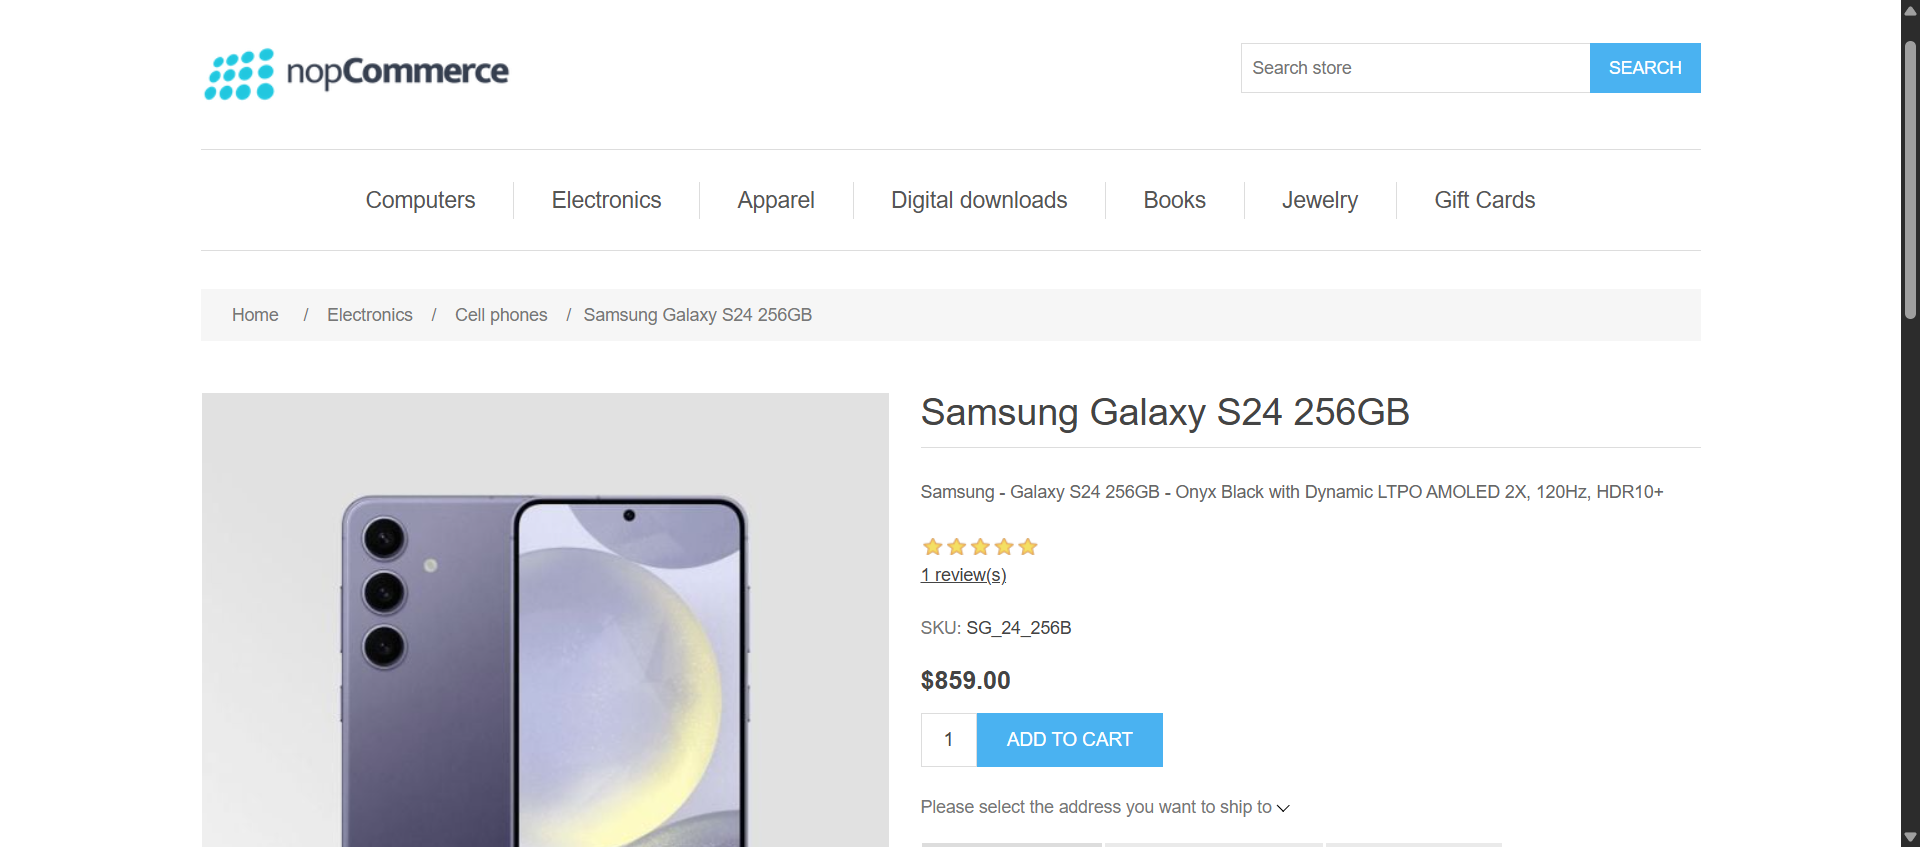 nopCommerce
Search store
SEARCH
Computers
Electronics
Apparel
Digital downloads
Books
Jewelry
Gift Cards
Home / Electronics / Cell phones / Samsung Galaxy S24 256GB
Samsung Galaxy S24 256GB
Samsung - Galaxy S24 256GB - Onyx Black with Dynamic LTPO AMOLED 2X, 120Hz, HDR10+
1 review(s)
SKU: SG_24_256B
$859.00
1
ADD TO CART
Please select the address you want to ship to